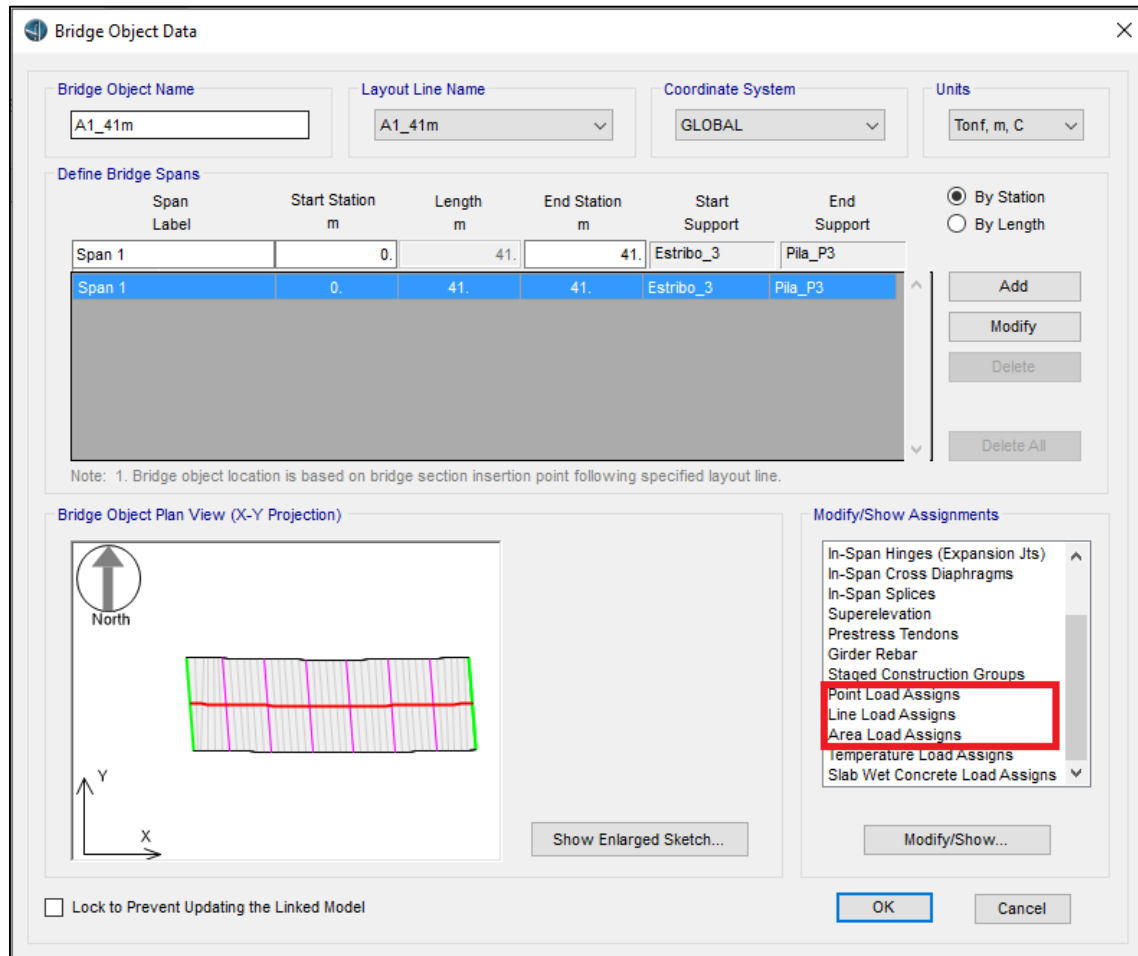 Bridge Object Data
Bridge Object Name
A1_41m
Layout Line Name
A1_41m
Coordinate System
GLOBAL
Units
Tonf, m, C
Define Bridge Spans
Span Label
Start Station m
Length m
End Station m
Start Support
End Support
Span 1 0. 41. 41. Estribo_3 Pila_P3
Span 1 0. 41. 41. Estribo_3 Pila_P3
By Station
By Length
Add
Modify
Delete
Delete All
Note: 1. Bridge object location is based on bridge section insertion point following specified layout line.
Bridge Object Plan View (X-Y Projection)
North
Y
X
Show Enlarged Sketch...
Modify/Show Assignments
In-Span Hinges (Expansion Jts)
In-Span Cross Diaphragms
In-Span Splices
Superelevation
Prestress Tendons
Girder Rebar
Staged Construction Groups
Point Load Assigns
Line Load Assigns
Area Load Assigns
Temperature Load Assigns
Slab Wet Concrete Load Assigns
Modify/Show...
Lock to Prevent Updating the Linked Model
OK
Cancel